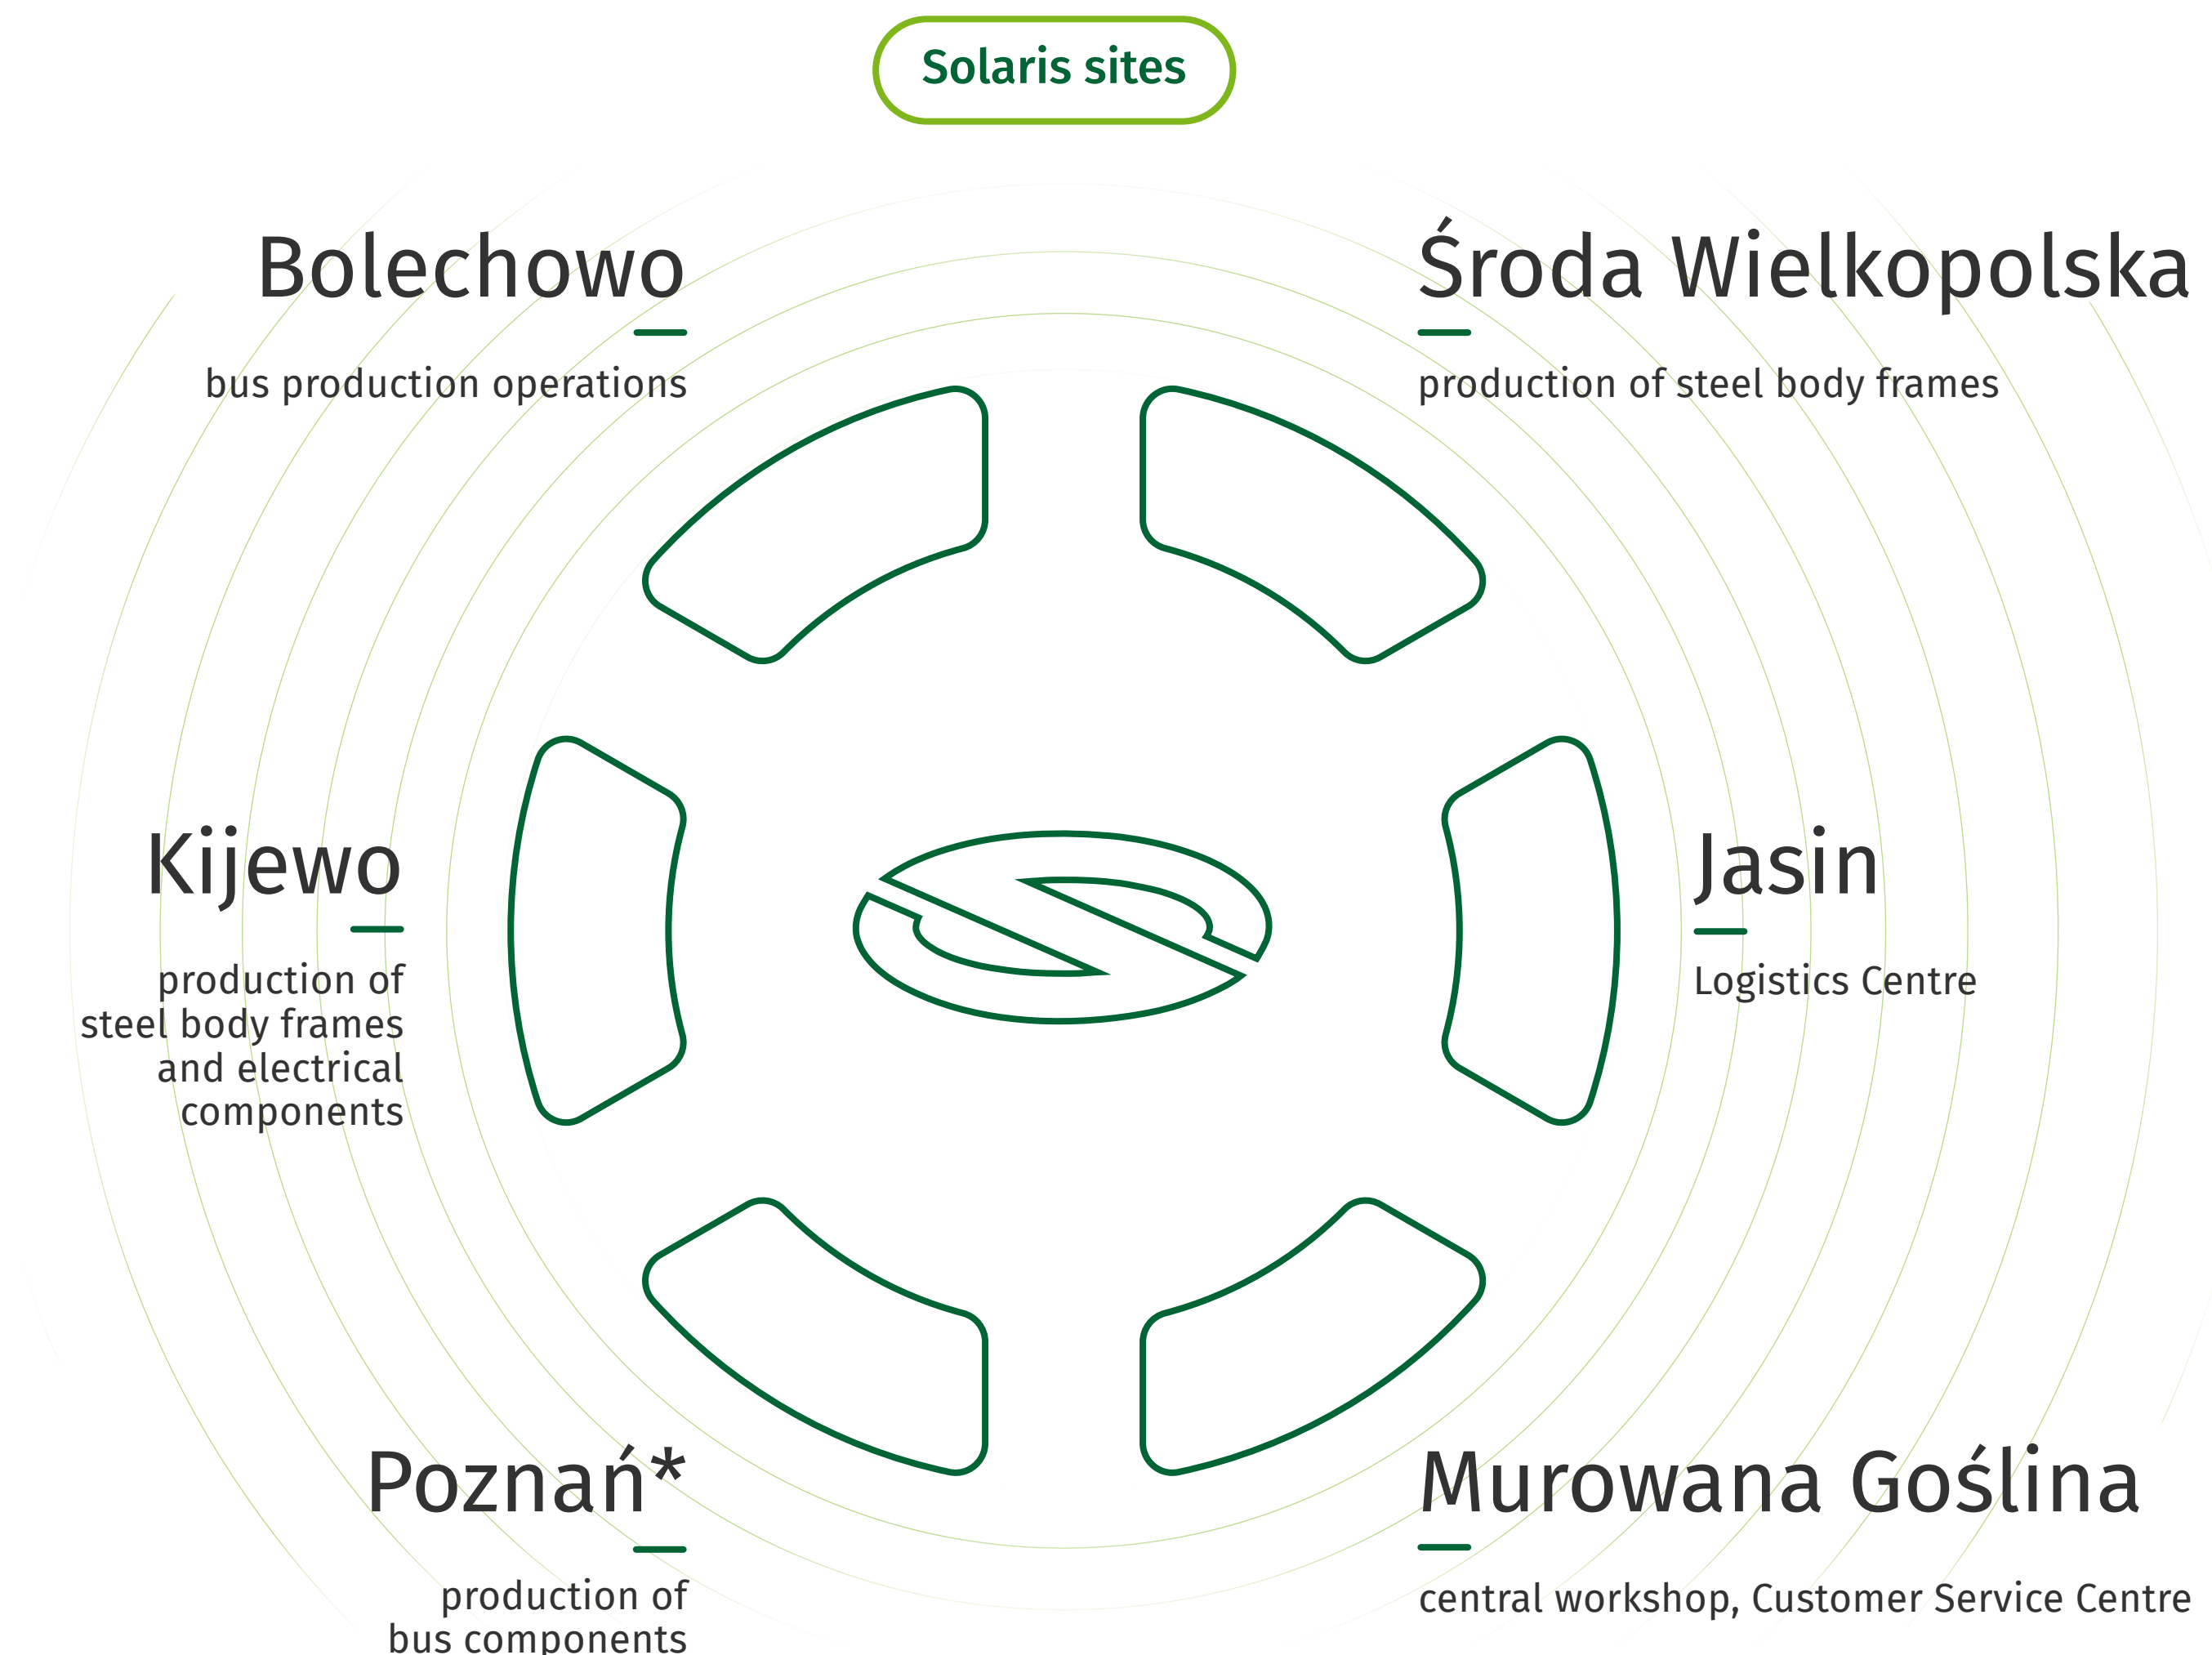 Solaris sites
Bolechowo
bus production operations
Środa Wielkopolska
production of steel body frames
Kijewo
production of
steel body frames
and electrical
components
Jasin
Logistics Centre
Poznań*
production of
bus components
Murowana Goślina
central workshop, Customer Service Centre